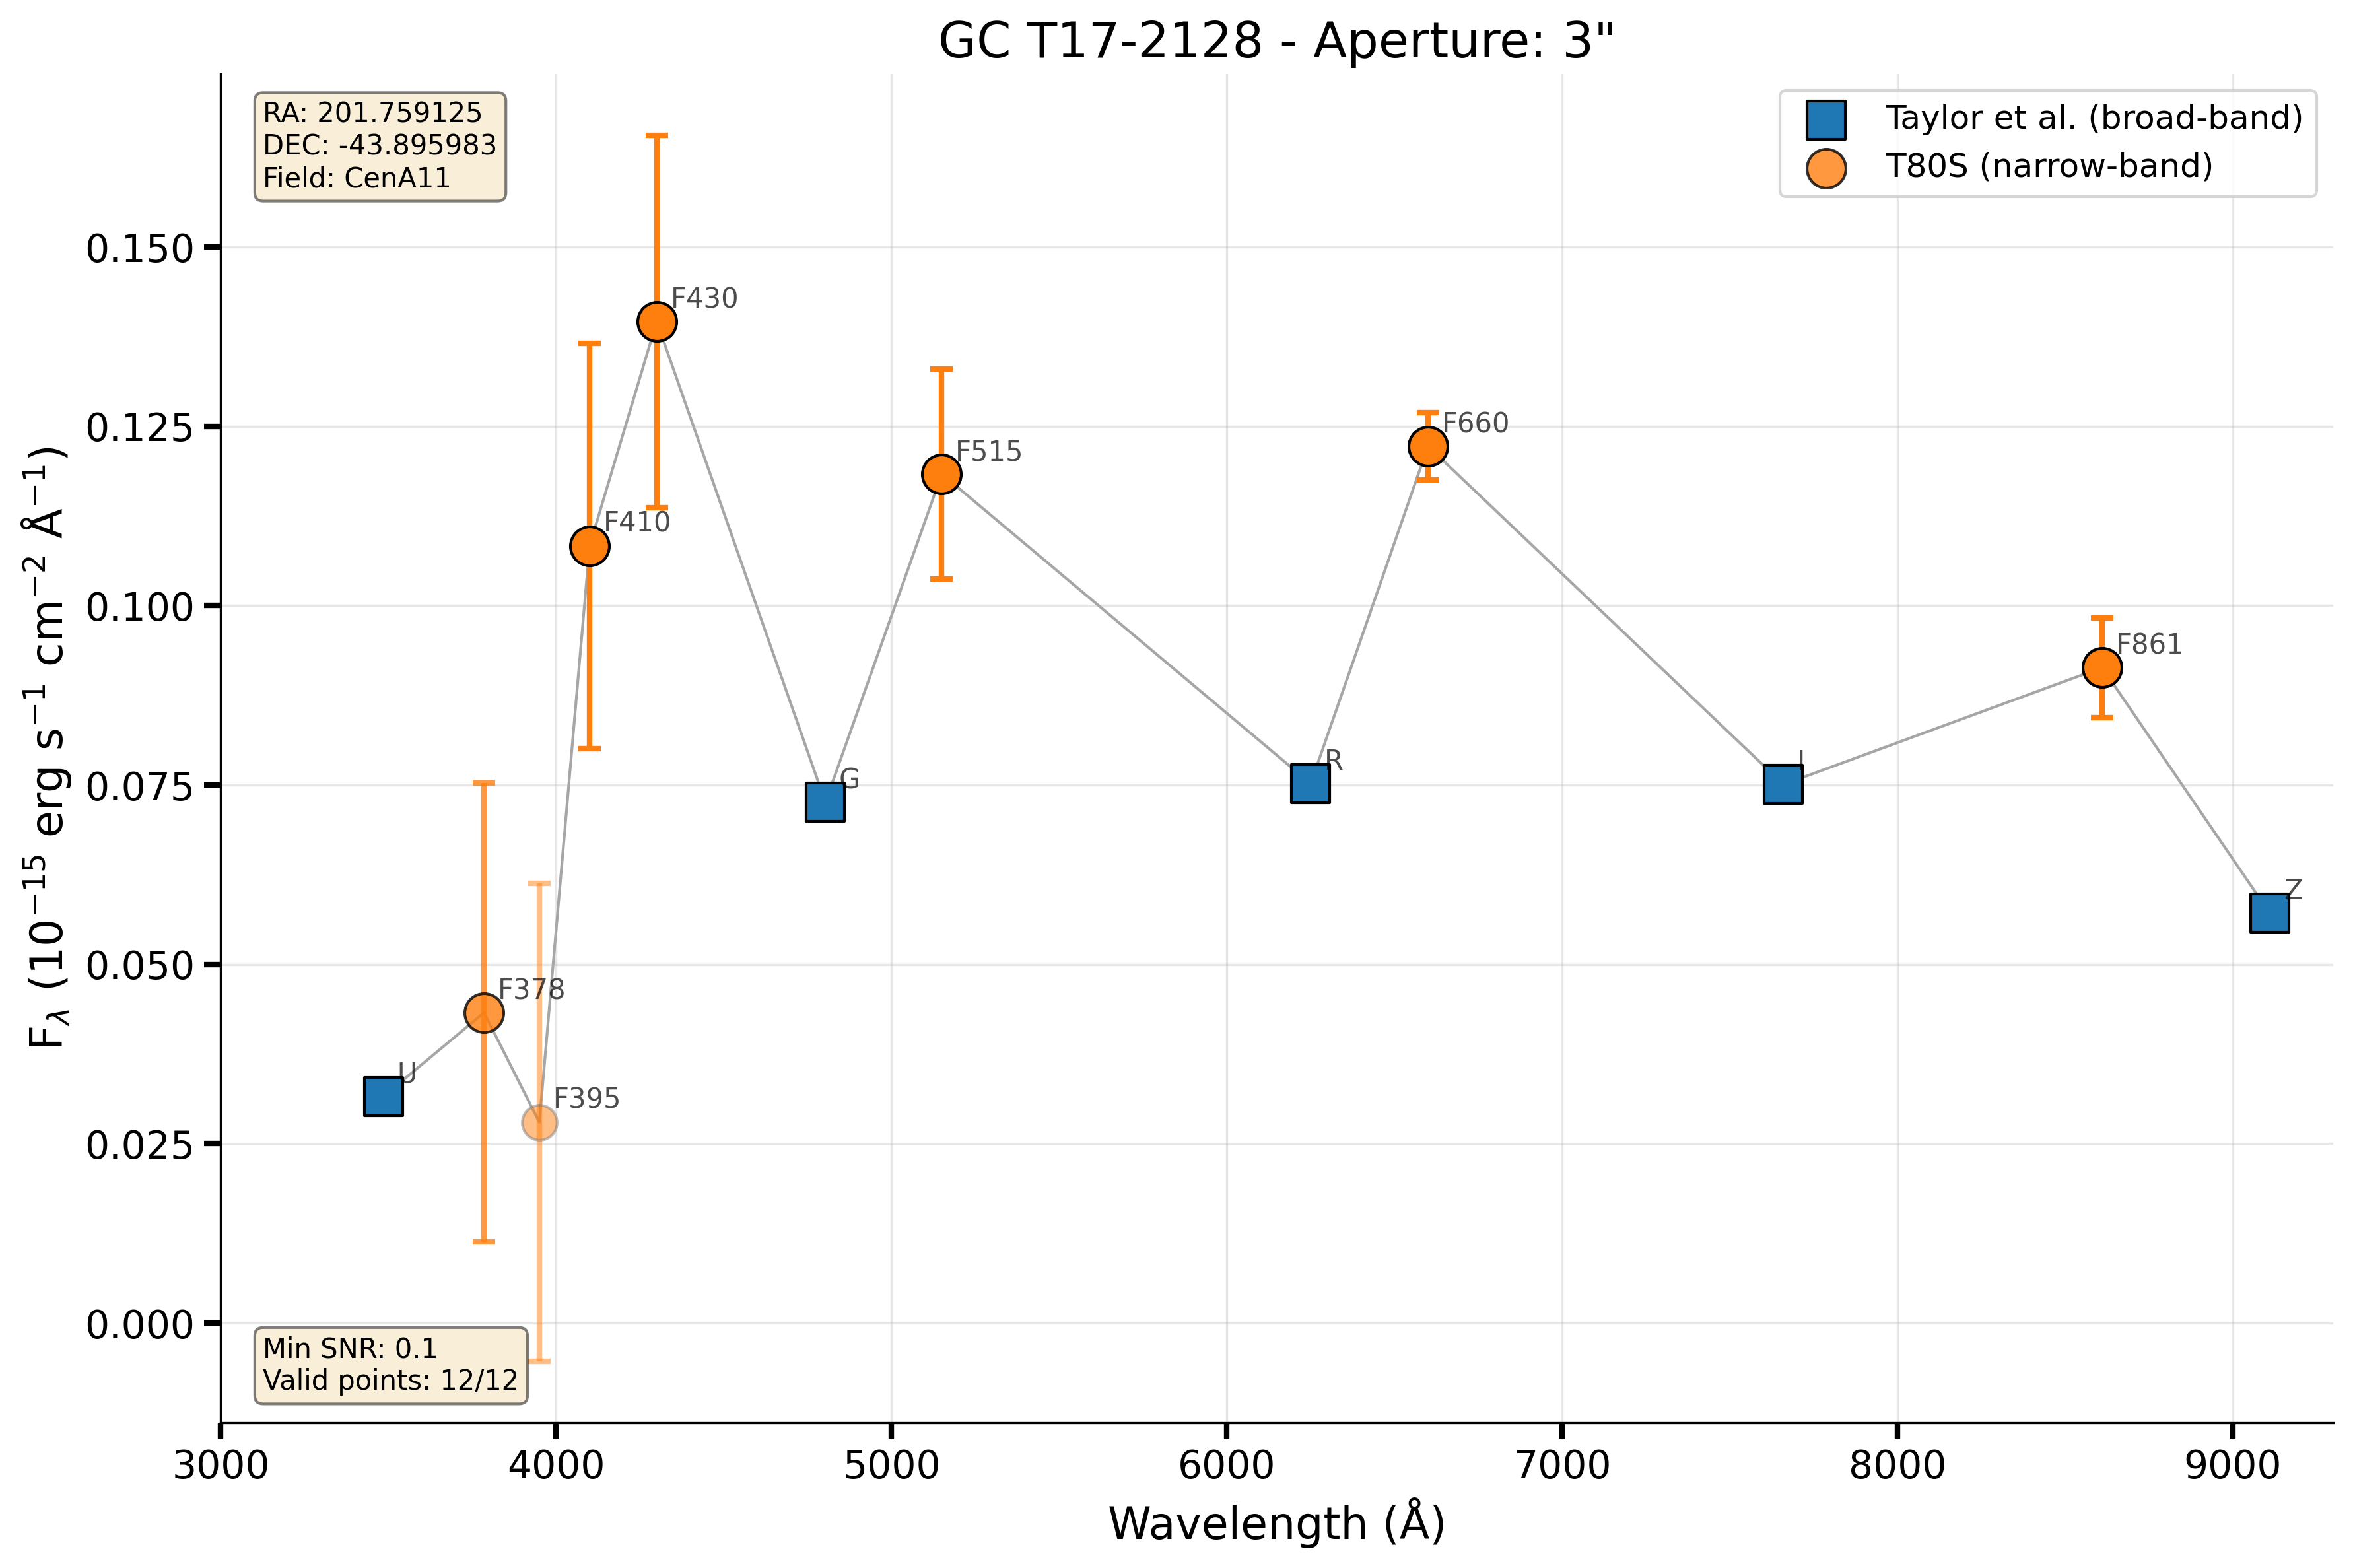 GC T17-2128 - Aperture: 3"
RA: 201.759125
DEC: -43.895983
Field: CenA11
Taylor et al. (broad-band)
T80S (narrow-band)
F430
F660
F515
F410
F861
R
I
G
Z
F378
U
F395
Min SNR: 0.1
Valid points: 12/12
0.150
0.125
0.100
0.075
0.050
0.025
0.000
3000 4000 5000 6000 7000 8000 9000
Wavelength (Å)
F_λ (10⁻¹⁵ erg s⁻¹ cm⁻² Å⁻¹)